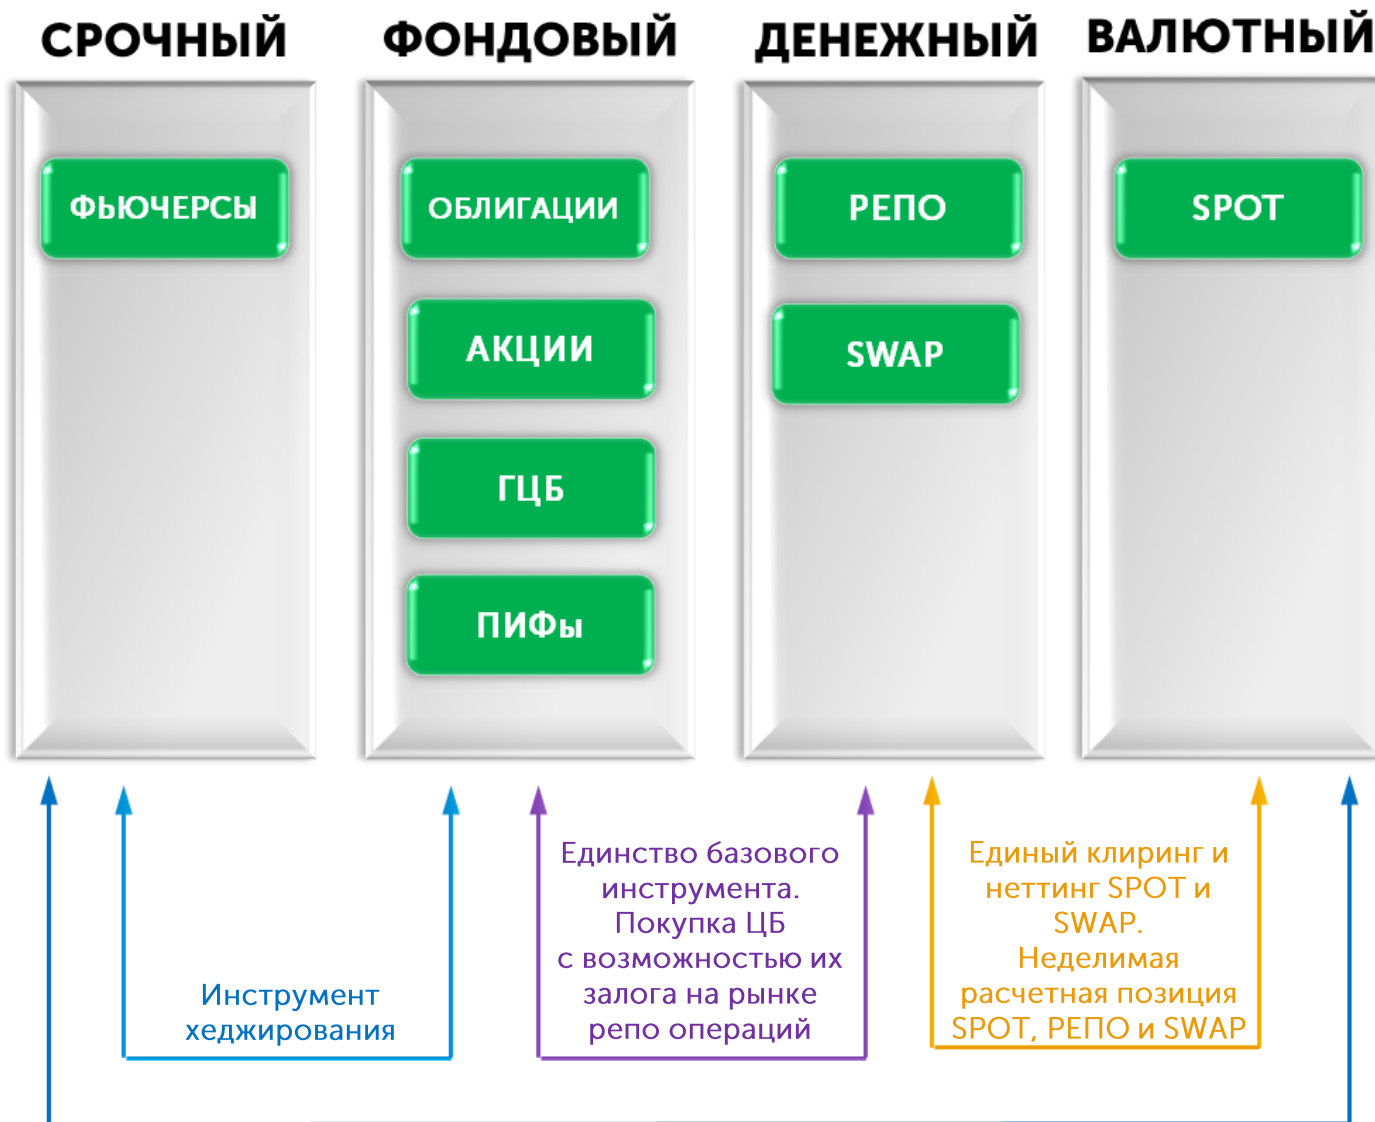 СРОЧНЫЙ
ФОНДОВЫЙ
ДЕНЕЖНЫЙ
ВАЛЮТНЫЙ
ФЬЮЧЕРСЫ
ОБЛИГАЦИИ
РЕПО
SPOT
АКЦИИ
SWAP
ГЦБ
ПИФы
Инструмент
хеджирования
Единство базового
инструмента.
Покупка ЦБ
с возможностью их
залога на рынке
репо операций
Единый клиринг и
неттинг SPOT и
SWAP.
Неделимая
расчетная позиция
SPOT, РЕПО и SWAP